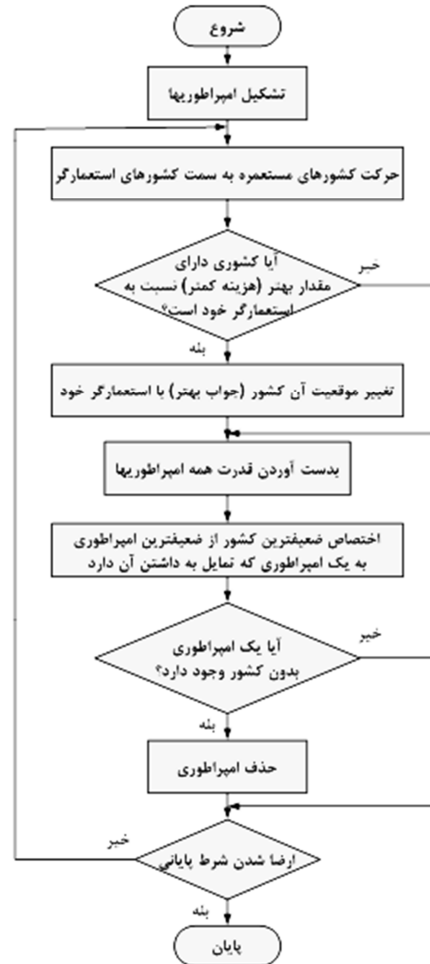 شروع
تشکیل امپراطوریها
حرکت کشورهای مستعمره به سمت کشورهای استعمارگر
آیا کشوری دارای
مقدار بهتر (هزینه کمتر) نسبت به
استعمارگر خود است؟
خیر
بله
تغییر موقعیت آن کشور (جواب بهتر) با استعمارگر خود
بدست آوردن قدرت همه امپراطوریها
اختصاص ضعیفترین کشور از ضعیفترین امپراطوری
به یک امپراطوری که تمایل به داشتن آن دارد
آیا یک امپراطوری
بدون کشور وجود دارد؟
خیر
بله
حذف امپراطوری
ارضا شدن شرط پایانی
خیر
بله
پایان